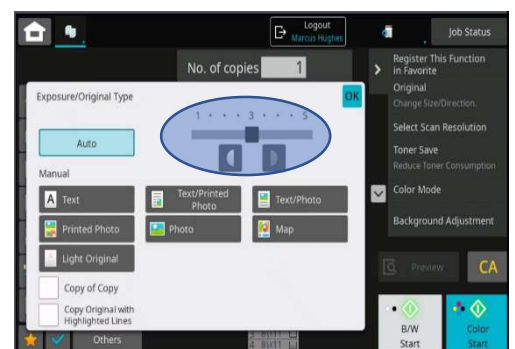 Logout
Marcus Hughes
Job Status
No. of copies 1
Register This Function
in Favorite
Original
Change Size/Direction.
Select Scan
Resolution
Toner Save
Reduce Toner Consumption
Color Mode
Background Adjustment
Preview
CA
B/W
Start
Color
Start
Exposure/Original Type
OK
1 • • • 3 • • • 5
Auto
Manual
A Text
Text/Printed
Photo
Text/Photo
Printed Photo
Photo
Map
Light Original
Copy of Copy
Copy Original with
Highlighted Lines
Others